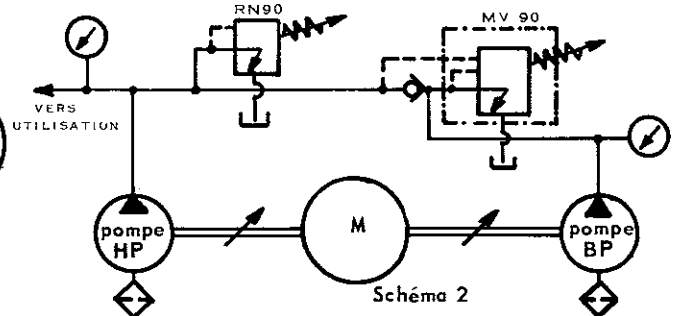 RN90
MV 90
VERS
UTILISATION
pompe
HP
M
pompe
BP
Schéma 2